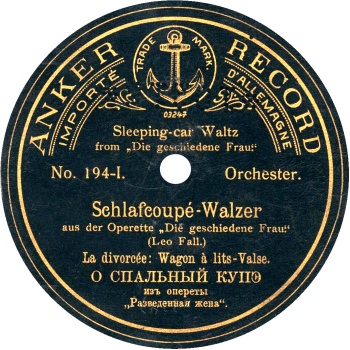 ANKER RECORD
IMPORTÉ D'ALLEMAGNE
TRADE MARK
03247
Sleeping-car Waltz
from „Die geschiedene Frau."
No. 194-I. Orchester.
Schlafcoupé-Walzer
aus der Operette „Die geschiedene Frau."
(Leo Fall.)
La divorcée: Wagon à lits-Valse.
О СПАЛЬНЫЙ КУПЭ
изъ опереты
„Разведенная жена".